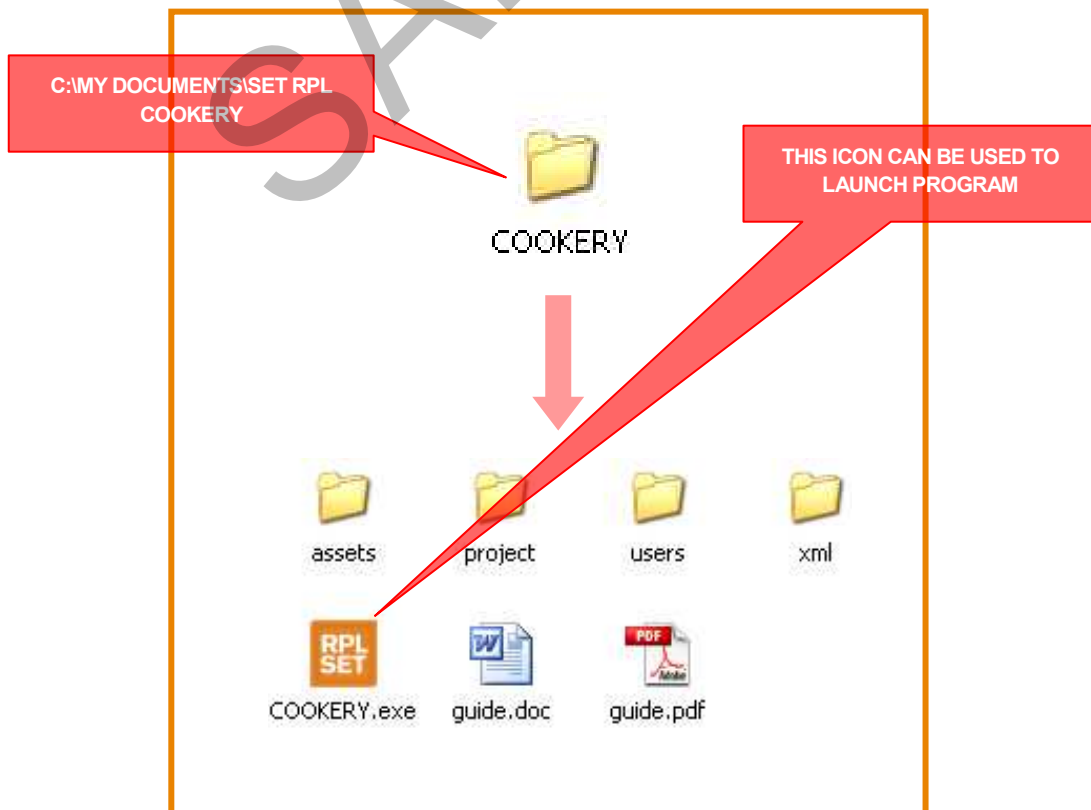 C:\MY DOCUMENTS\SET RPL
COOKERY
THIS ICON CAN BE USED TO
LAUNCH PROGRAM
COOKERY
assets
project
users
xml
RPL
SET
W
PDF
Adobe
COOKERY.exe
guide.doc
guide.pdf